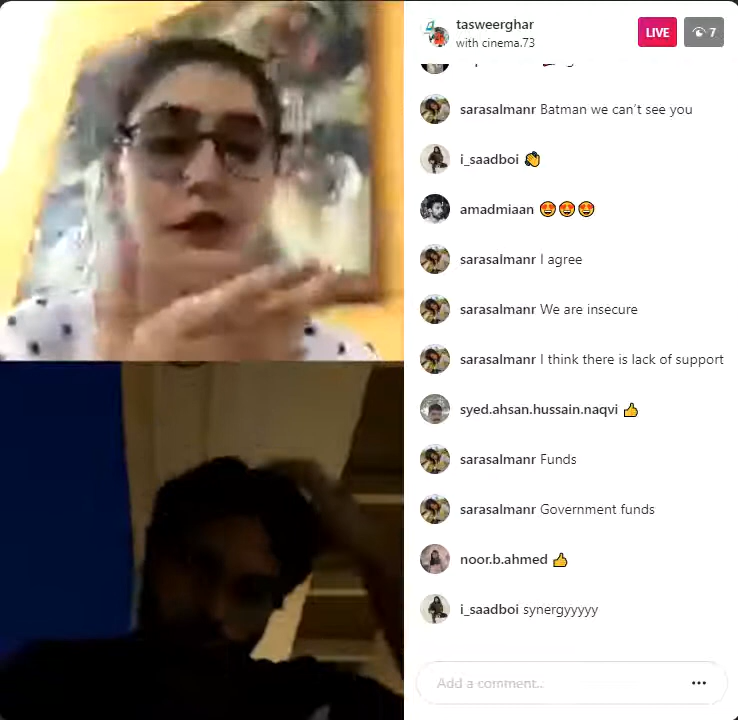 tasweerghar
with cinema.73
LIVE
7
sarasalmanr Batman we can't see you
i_saadboi 👏
amadmiaan 😍😍😍
sarasalmanr I agree
sarasalmanr We are insecure
sarasalmanr I think there is lack of support
syed.ahsan.hussain.naqvi 👍
sarasalmanr Funds
sarasalmanr Government funds
noor.b.ahmed 👍
i_saadboi synergyyyyy
Add a comment..